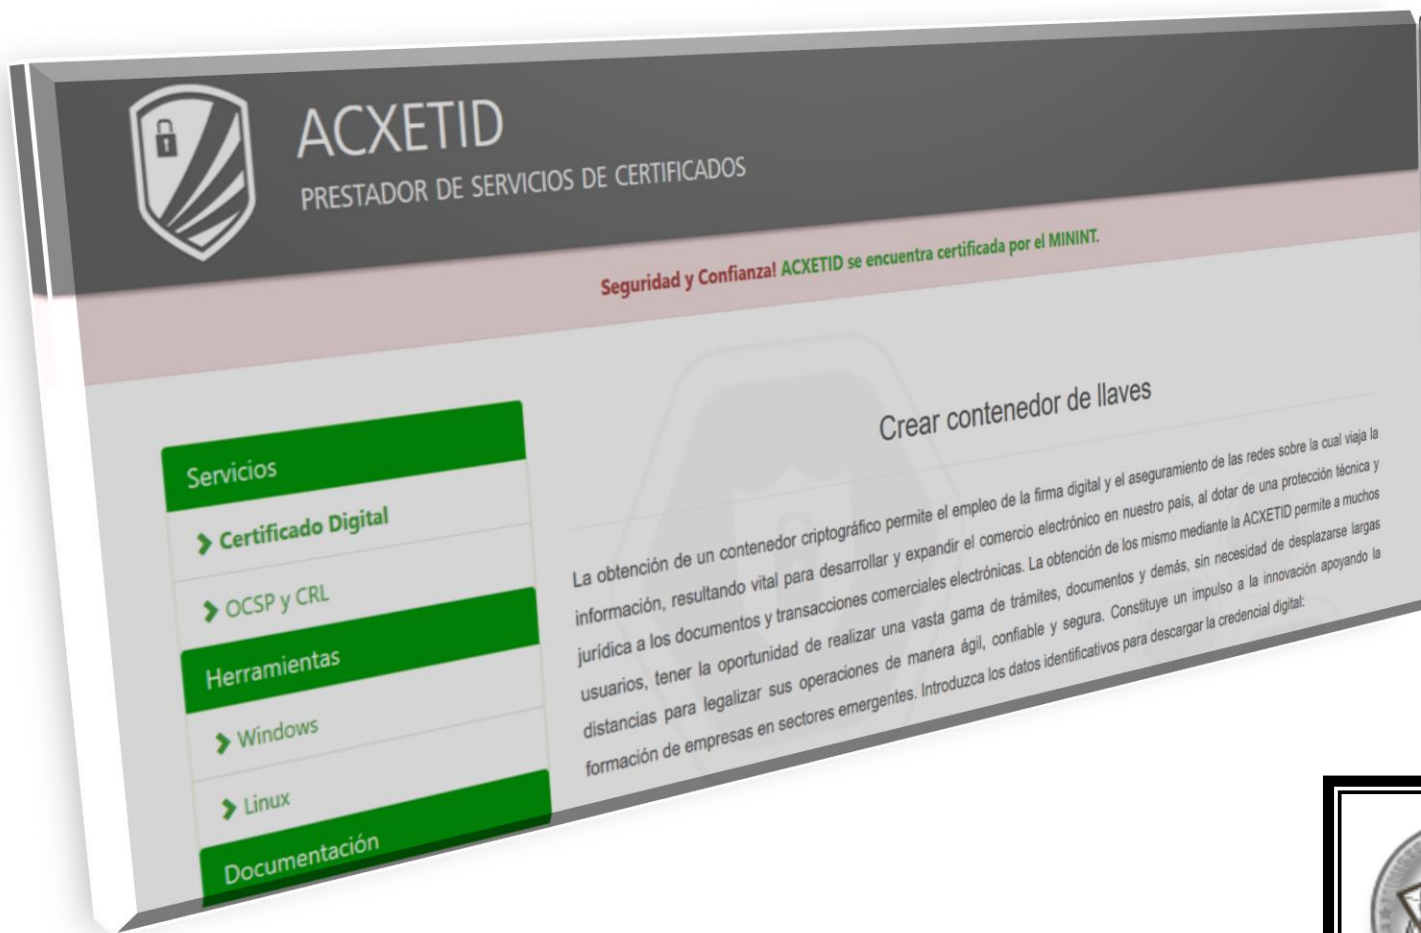 ACXETID
PRESTADOR DE SERVICIOS DE CERTIFICADOS
Seguridad y Confianza! ACXETID se encuentra certificada por el MININT.
Servicios
Certificado Digital
OCSP y CRL
Herramientas
Windows
Linux
Documentación
Crear contenedor de llaves
La obtención de un contenedor criptográfico permite el empleo de la firma digital y el aseguramiento de las redes sobre la cual viaja la
información, resultando vital para desarrollar y expandir el comercio electrónico en nuestro país, al dotar de una protección técnica y
jurídica a los documentos y transacciones comerciales electrónicas. La obtención de los mismo mediante la ACXETID permite a muchos
usuarios, tener la oportunidad de realizar una vasta gama de trámites, documentos y demás, sin necesidad de desplazarse largas
distancias para legalizar sus operaciones de manera ágil, confiable y segura. Constituye un impulso a la innovación apoyando la
formación de empresas en sectores emergentes. Introduzca los datos identificativos para descargar la credencial digital: